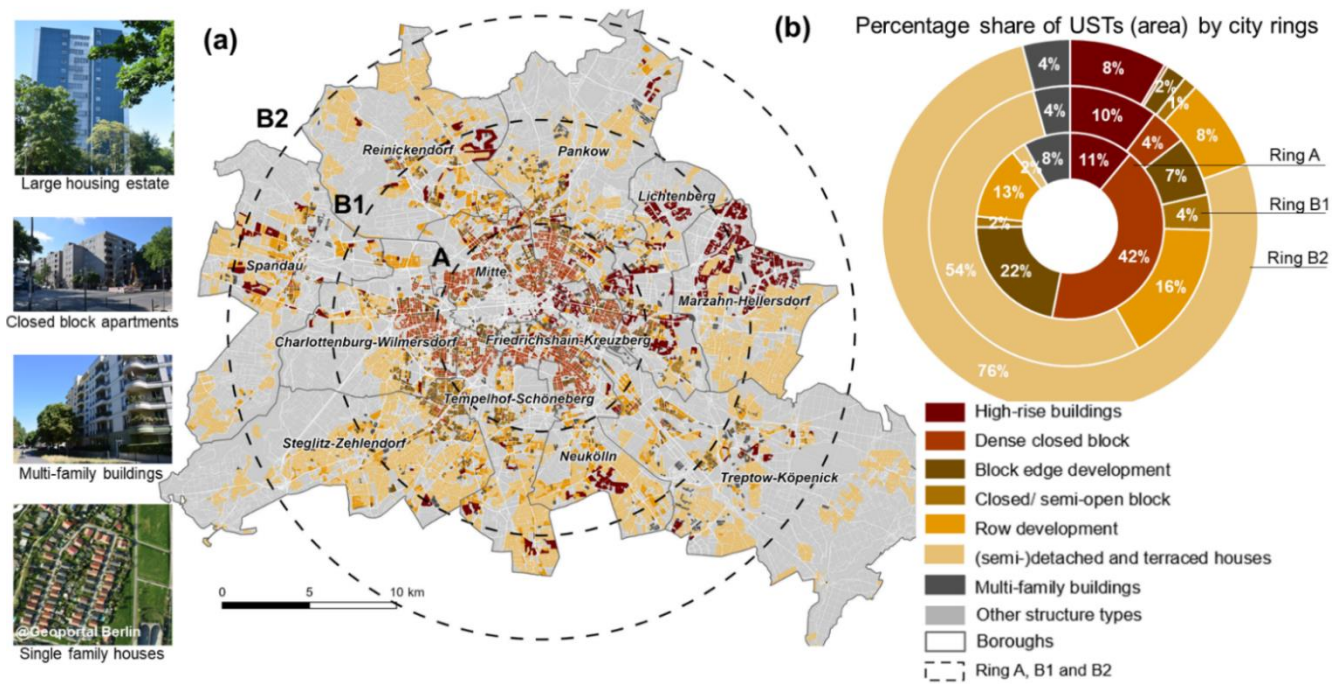 Large housing estate
Closed block apartments
Multi-family buildings
@Geoportal Berlin
Single family houses
(a)
B2
B1
A
Reinickendorf
Pankow
Lichtenberg
Spandau
Mitte
Marzahn-Hellersdorf
Charlottenburg-Wilmersdorf
Friedrichshain-Kreuzberg
Tempelhof-Schöneberg
Steglitz-Zehlendorf
Neukölln
Treptow-Köpenick
0 5 10 km
(b)
Percentage share of USTs (area) by city rings
4%
8%
2%
1%
8%
4%
10%
4%
7%
4%
16%
54%
76%
8%
11%
42%
22%
2%
13%
2%
Ring A
Ring B1
Ring B2
High-rise buildings
Dense closed block
Block edge development
Closed/ semi-open block
Row development
(semi-)detached and terraced houses
Multi-family buildings
Other structure types
Boroughs
Ring A, B1 and B2